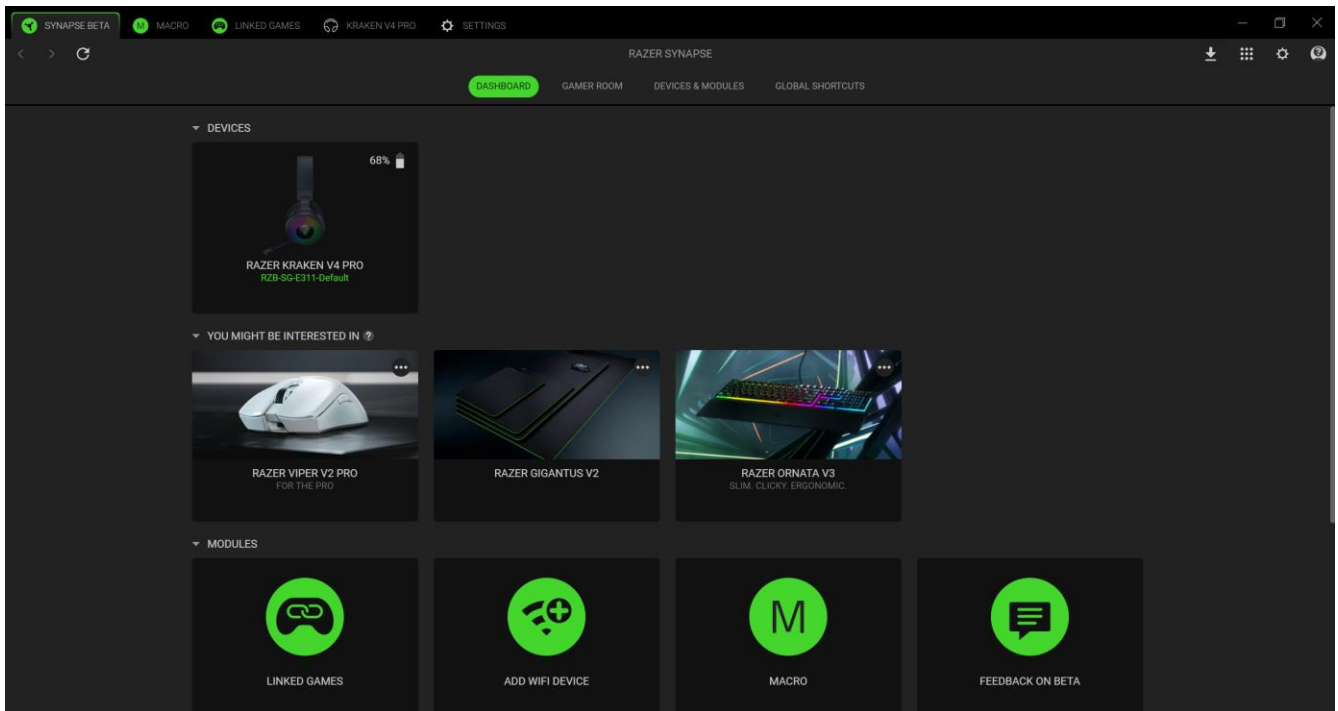 SYNAPSE BETA
M MACRO
LINKED GAMES
KRAKEN V4 PRO
SETTINGS
RAZER SYNAPSE
DASHBOARD
GAMER ROOM
DEVICES & MODULES
GLOBAL SHORTCUTS
DEVICES
68%
RAZER KRAKEN V4 PRO
RZB-SG-E311-Default
YOU MIGHT BE INTERESTED IN ?
RAZER VIPER V2 PRO
FOR THE PRO
RAZER GIGANTUS V2
RAZER ORNATA V3
SLIM. CLICKY. ERGONOMIC.
MODULES
LINKED GAMES
ADD WIFI DEVICE
M
MACRO
FEEDBACK ON BETA